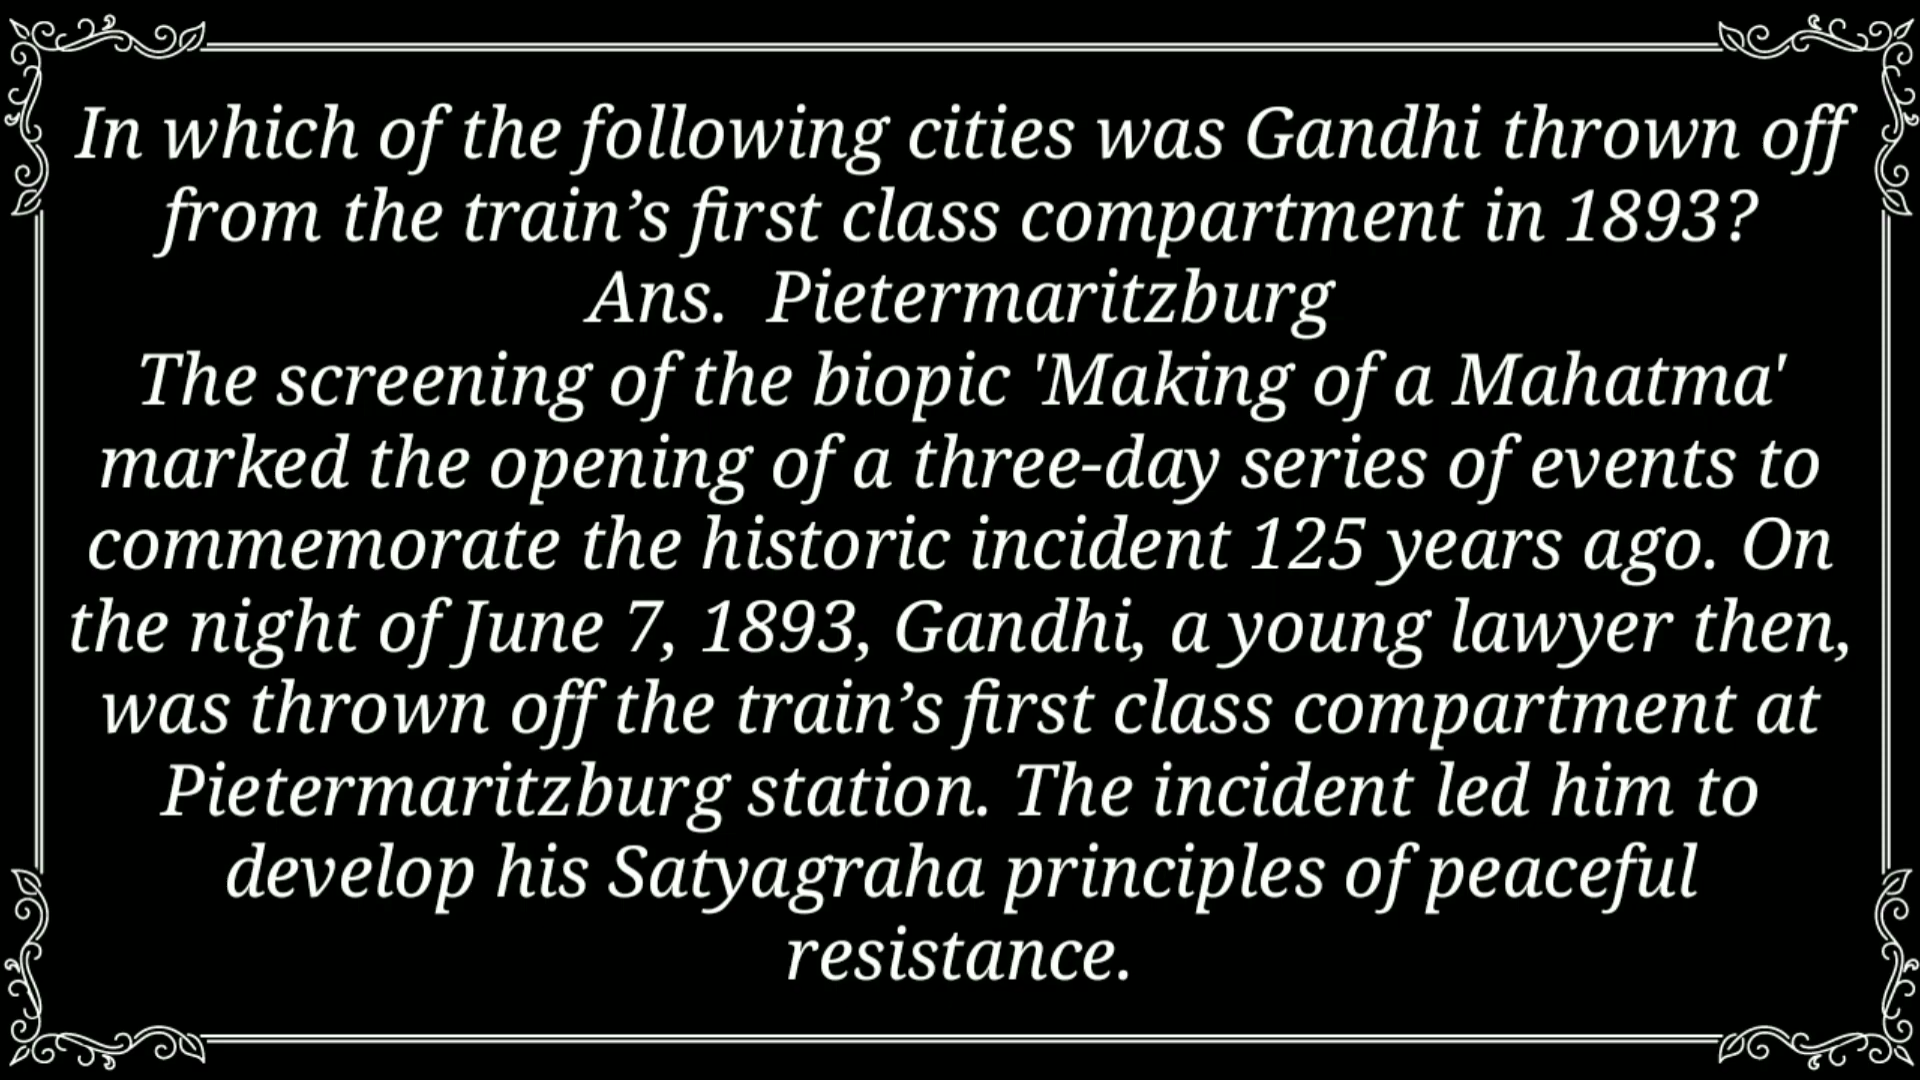 In which of the following cities was Gandhi thrown off
from the train’s first class compartment in 1893?
Ans.  Pietermaritzburg
The screening of the biopic 'Making of a Mahatma'
marked the opening of a three-day series of events to
commemorate the historic incident 125 years ago. On
the night of June 7, 1893, Gandhi, a young lawyer then,
was thrown off the train’s first class compartment at
Pietermaritzburg station. The incident led him to
develop his Satyagraha principles of peaceful
resistance.